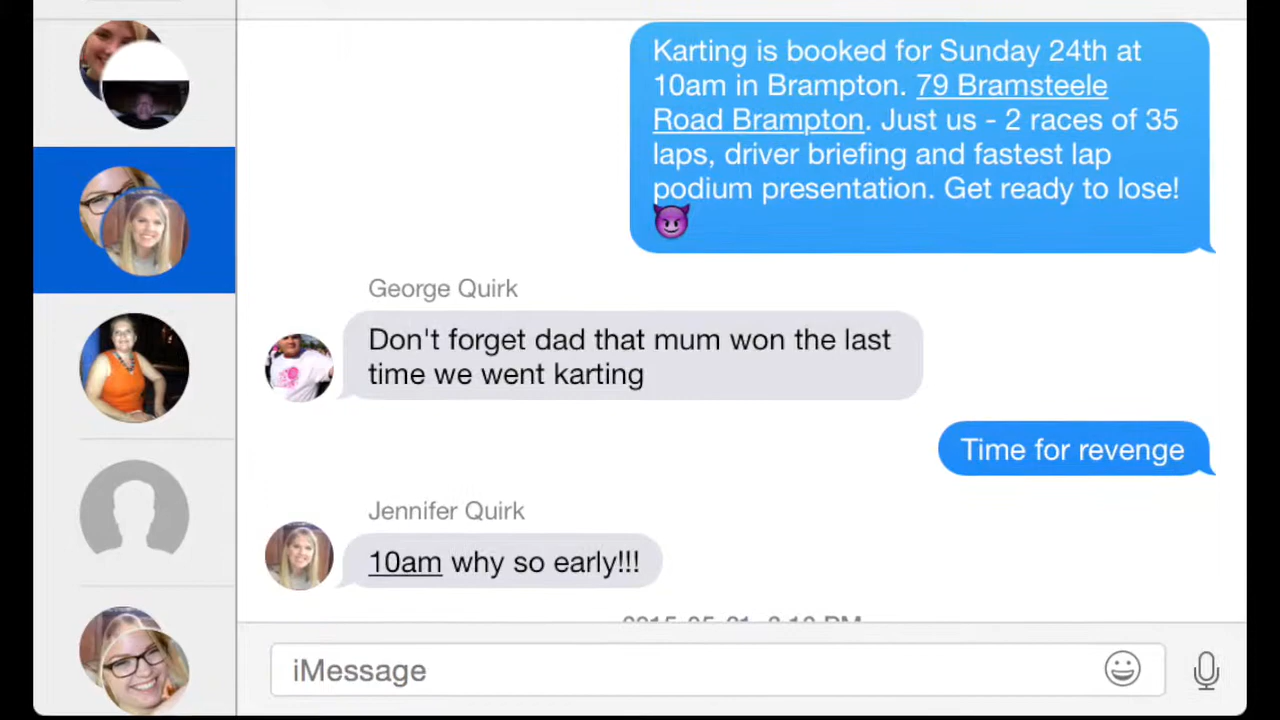 Karting is booked for Sunday 24th at
10am in Brampton. 79 Bramsteele
Road Brampton. Just us - 2 races of 35
laps, driver briefing and fastest lap
podium presentation. Get ready to lose!
😈
George Quirk
Don't forget dad that mum won the last
time we went karting
Time for revenge
Jennifer Quirk
10am why so early!!!
iMessage